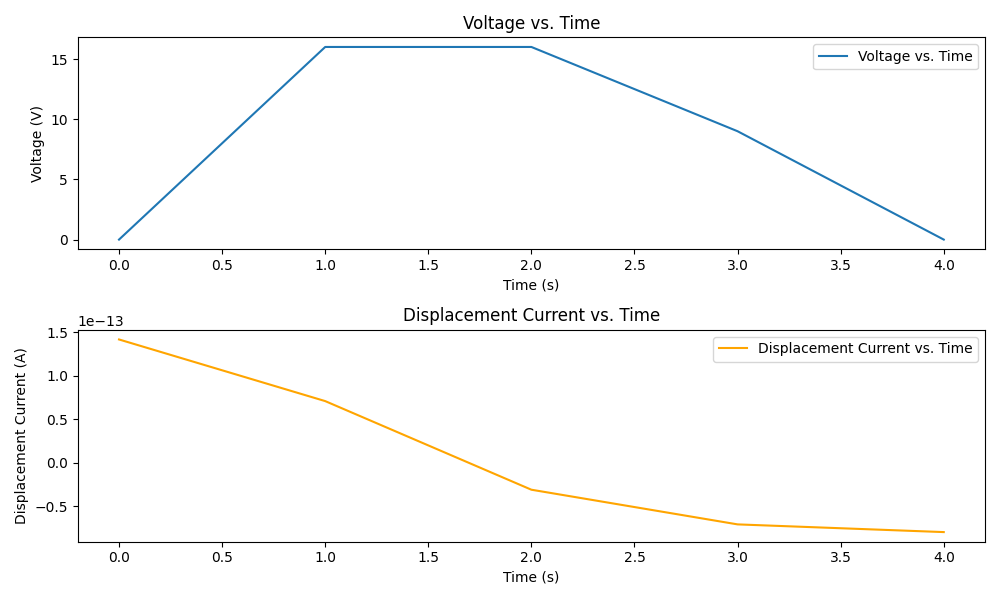 Voltage vs. Time
Voltage (V)
15
10
5
0
Voltage vs. Time
0.0 0.5 1.0 1.5 2.0 2.5 3.0 3.5 4.0
Time (s)
Displacement Current vs. Time
1e−13
Displacement Current (A)
1.5
1.0
0.5
0.0
−0.5
Displacement Current vs. Time
0.0 0.5 1.0 1.5 2.0 2.5 3.0 3.5 4.0
Time (s)